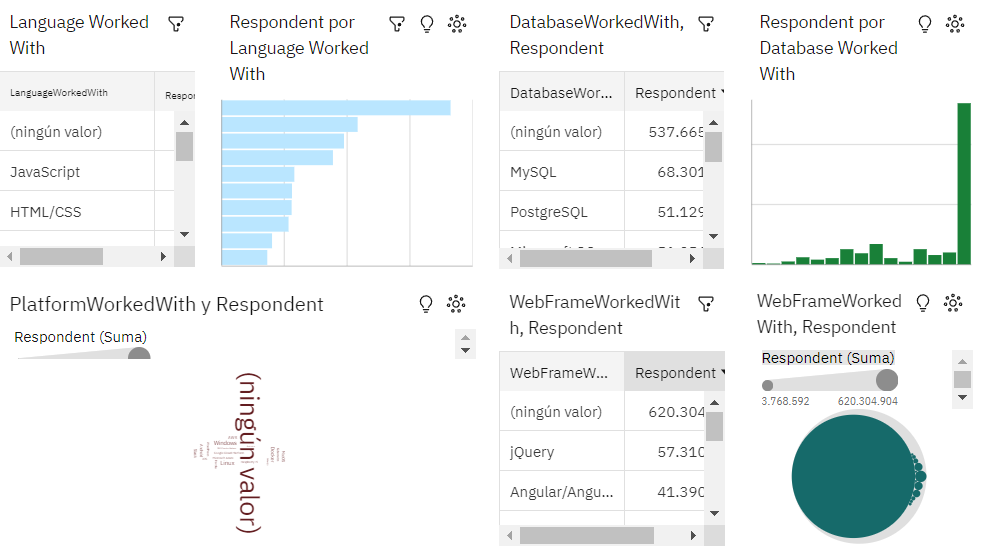 Language Worked
With
LanguageWorkedWith
Respor
(ningún valor)
JavaScript
HTML/CSS
Respondent por
Language Worked
With
DatabaseWorkedWith,
Respondent
DatabaseWor...
Respondent
(ningún valor)
537.665
MySQL
68.301
PostgreSQL
51.129
Respondent por
Database Worked
With
PlatformWorkedWith y Respondent
Respondent (Suma)
(ningún valor)
Windows
Linux
WebFrameWorkedWit
h, Respondent
WebFrameW...
Respondent
(ningún valor)
620.304
jQuery
57.310
Angular/Angu...
41.390
WebFrameWorked
With, Respondent
Respondent (Suma)
3.768.592
620.304.904